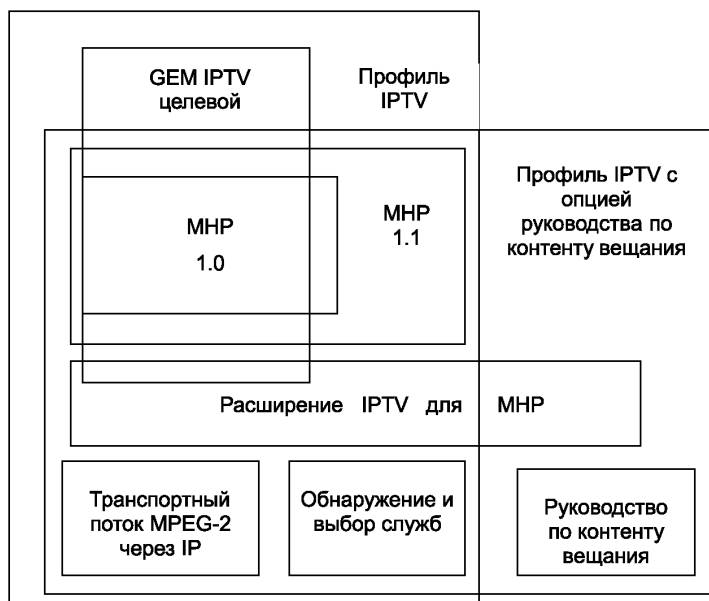 GEM IPTV
целевой
Профиль
IPTV
Профиль IPTV с
опцией
руководства по
контенту вещания
MHP
1.0
MHP
1.1
Расширение IPTV для MHP
Транспортный
поток MPEG-2
через IP
Обнаружение и
выбор служб
Руководство
по контенту
вещания